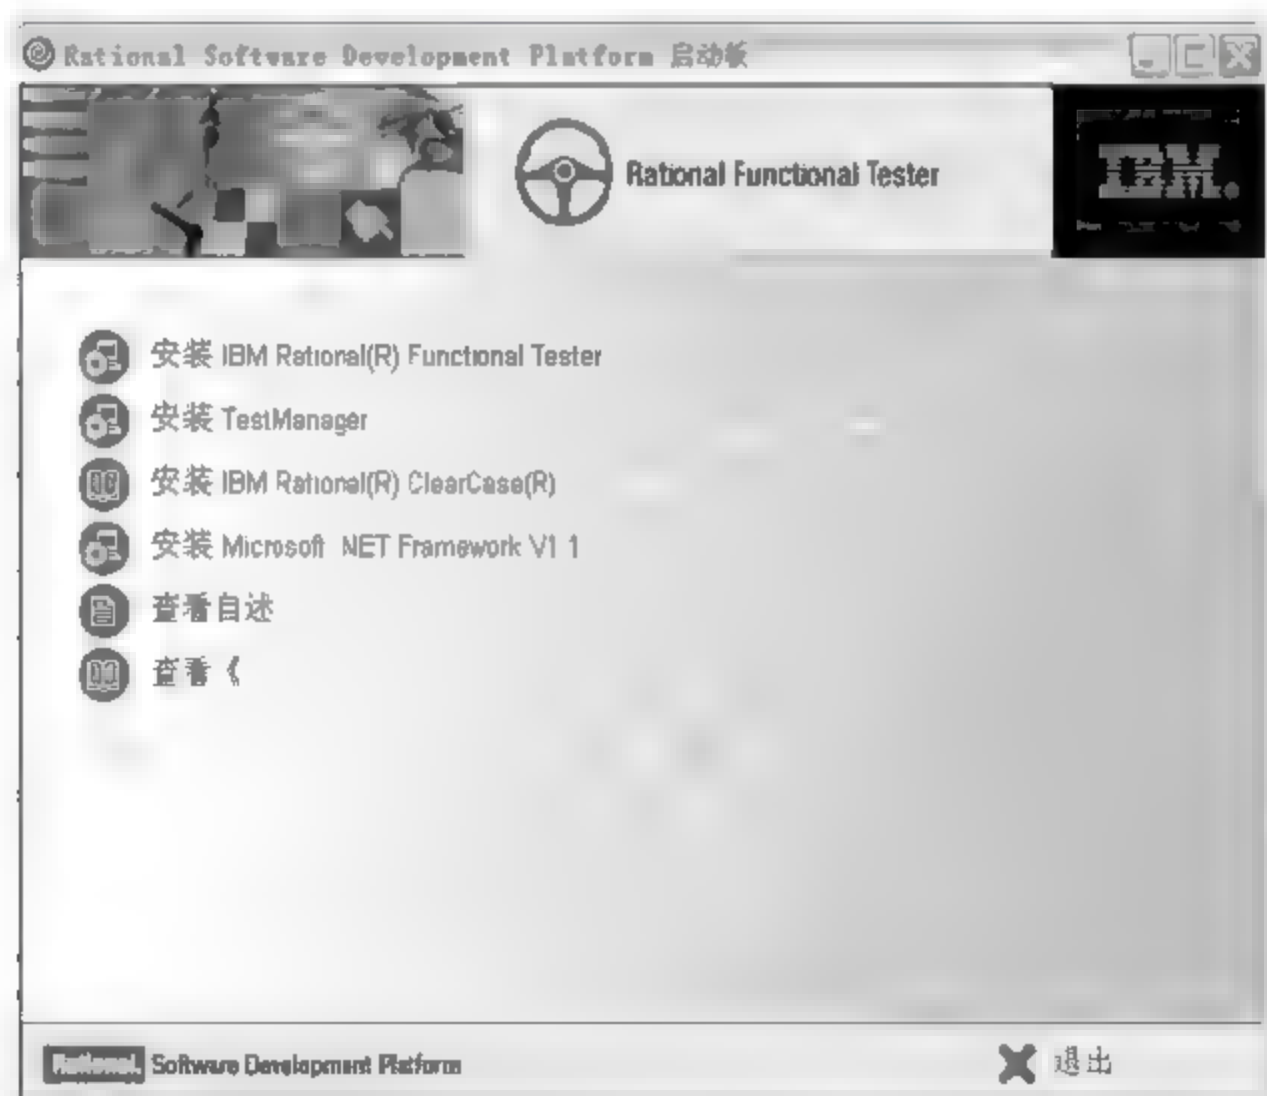 Rational Software Development Platform 启动板
Rational Functional Tester
IBM.
安装 IBM Rational(R) Functional Tester
安装 TestManager
安装 IBM Rational(R) ClearCase(R)
安装 Microsoft NET Framework V1 1
查看自述
查看《
Rational. Software Development Platform
退出